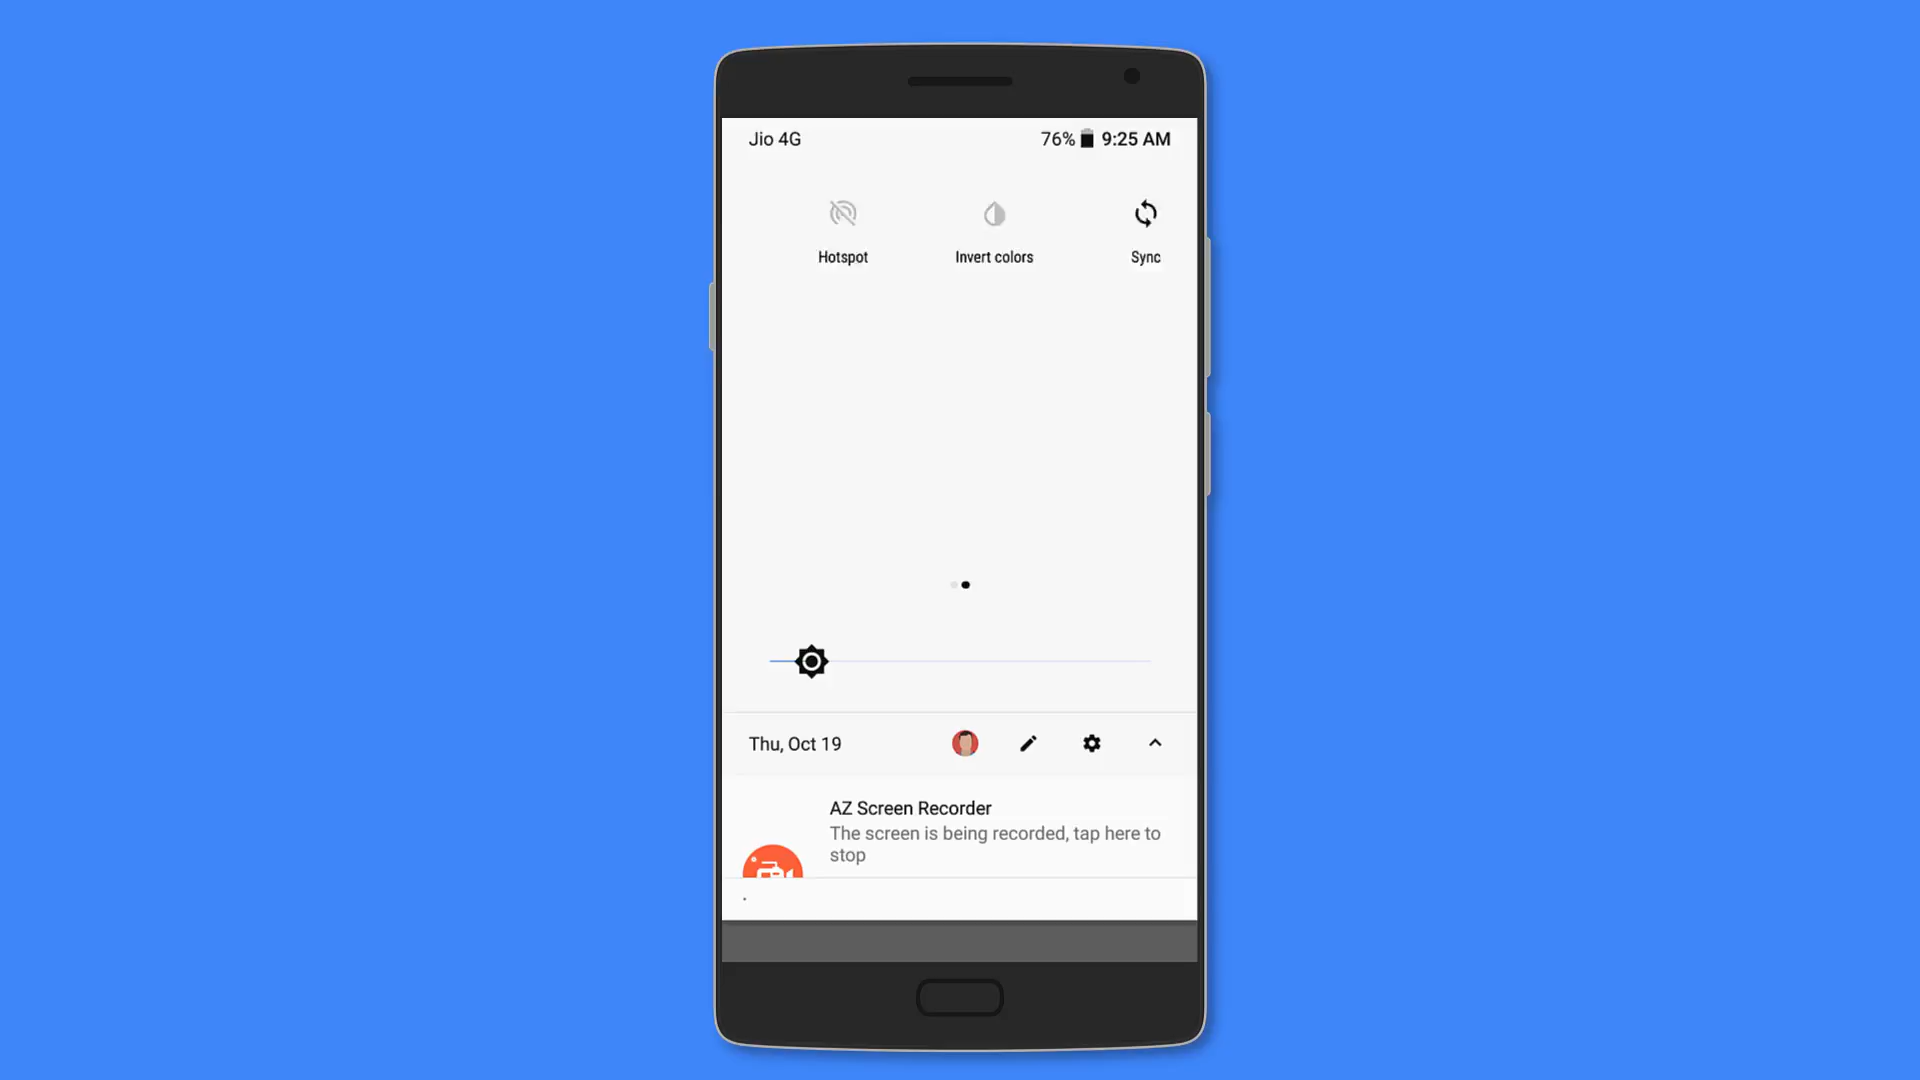 Jio 4G
76% 9:25 AM
Hotspot
Invert colors
Sync
Thu, Oct 19
AZ Screen Recorder
The screen is being recorded, tap here to
stop